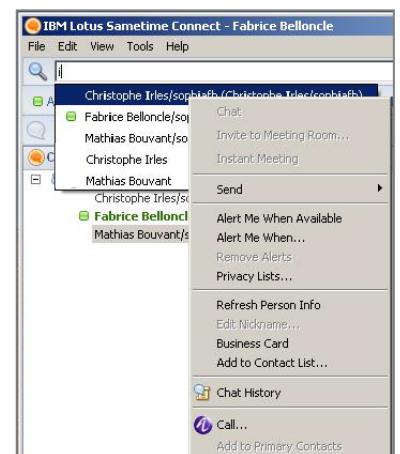 IBM Lotus Sametime Connect - Fabrice Belloncle
File Edit View Tools Help
i
Christophe Irles/sophiafb (Christophe Irles/sophiafb)
A
Fabrice Belloncle/so
Mathias Bouvant/so
Christophe Irles
C
Mathias Bouvant
Christophe Irles/s
Fabrice Belloncl
Mathias Bouvant/s
Chat
Invite to Meeting Room...
Instant Meeting
Send
Alert Me When Available
Alert Me When...
Remove Alerts
Privacy Lists...
Refresh Person Info
Edit Nickname...
Business Card
Add to Contact List...
Chat History
Call...
Add to Primary Contacts